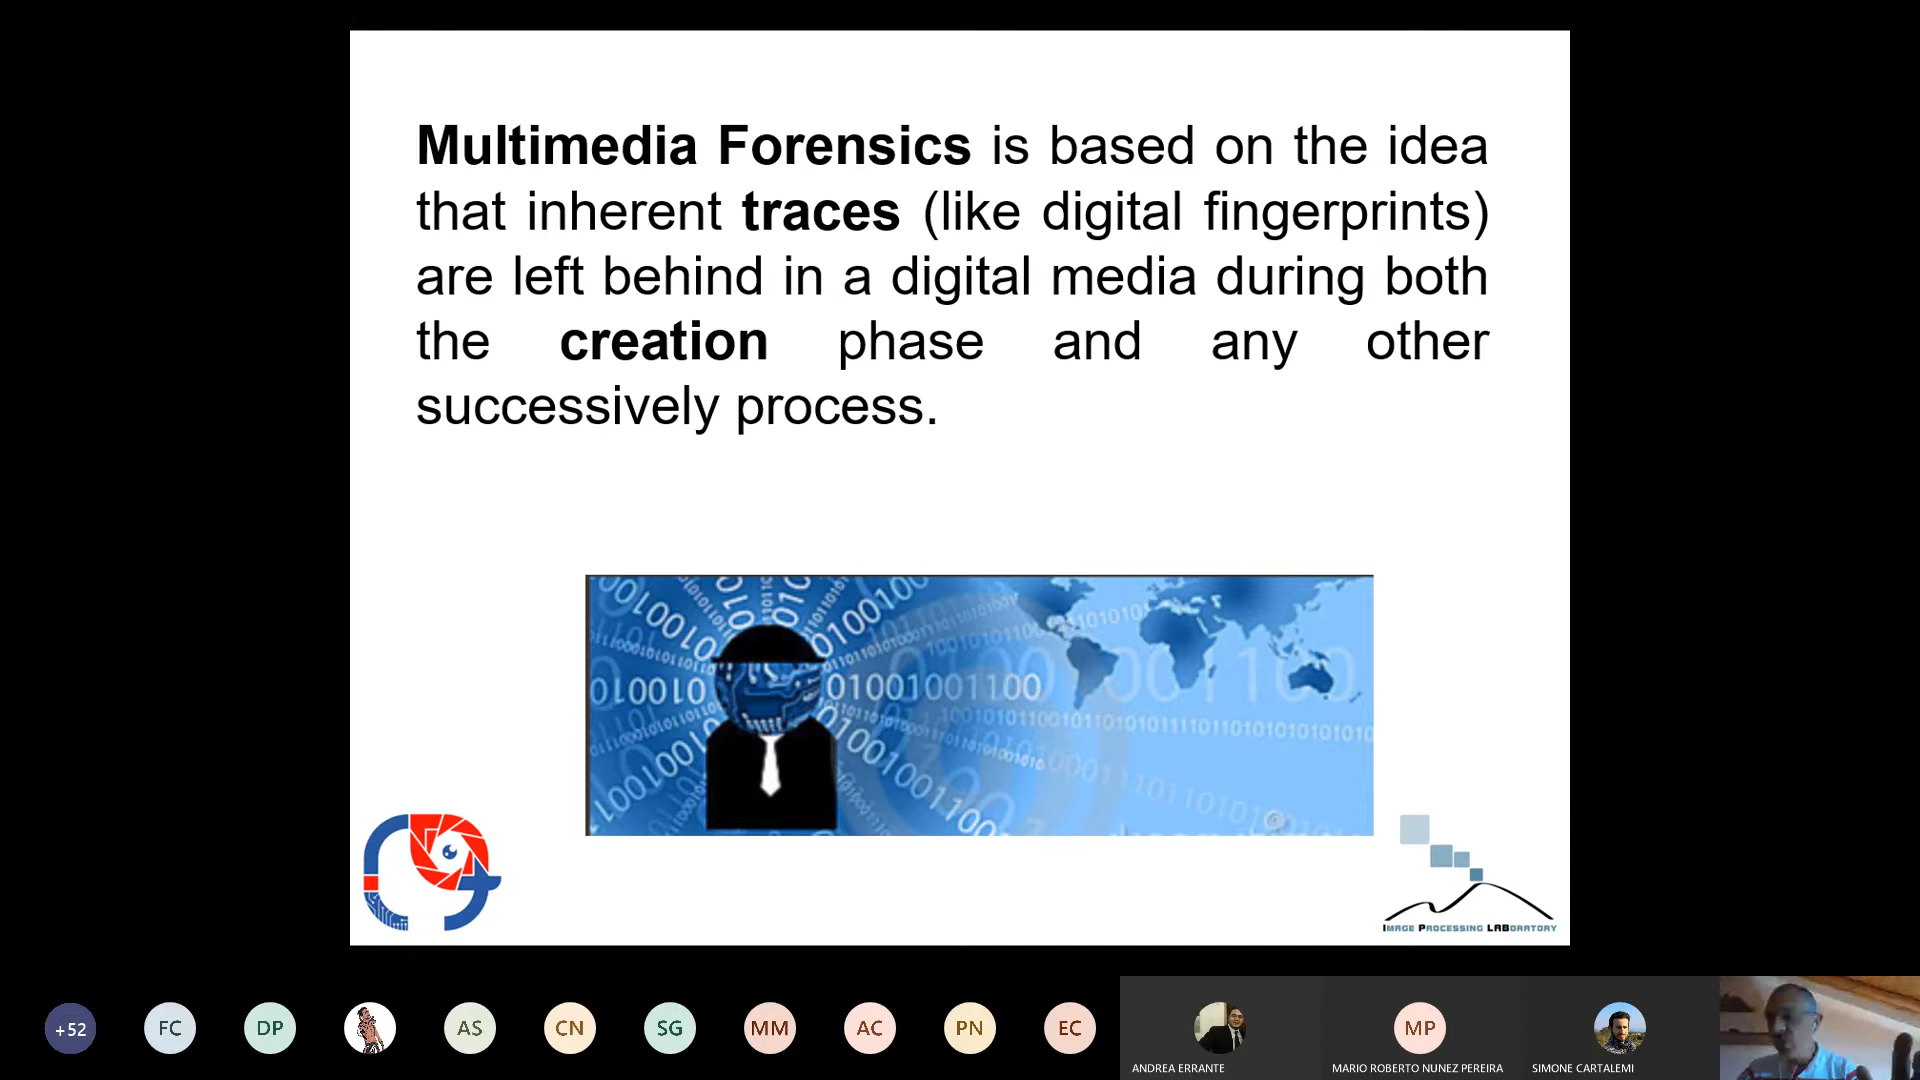 Multimedia Forensics is based on the idea
that inherent traces (like digital fingerprints)
are left behind in a digital media during both
the creation phase and any other
successively process.
01001001100
IMAGE PROCESSING LABORATORY
+52
FC
DP
AS
CN
SG
MM
AC
PN
EC
MP
ANDREA ERRANTE
MARIO ROBERTO NUNEZ PEREIRA
SIMONE CARTALEMI